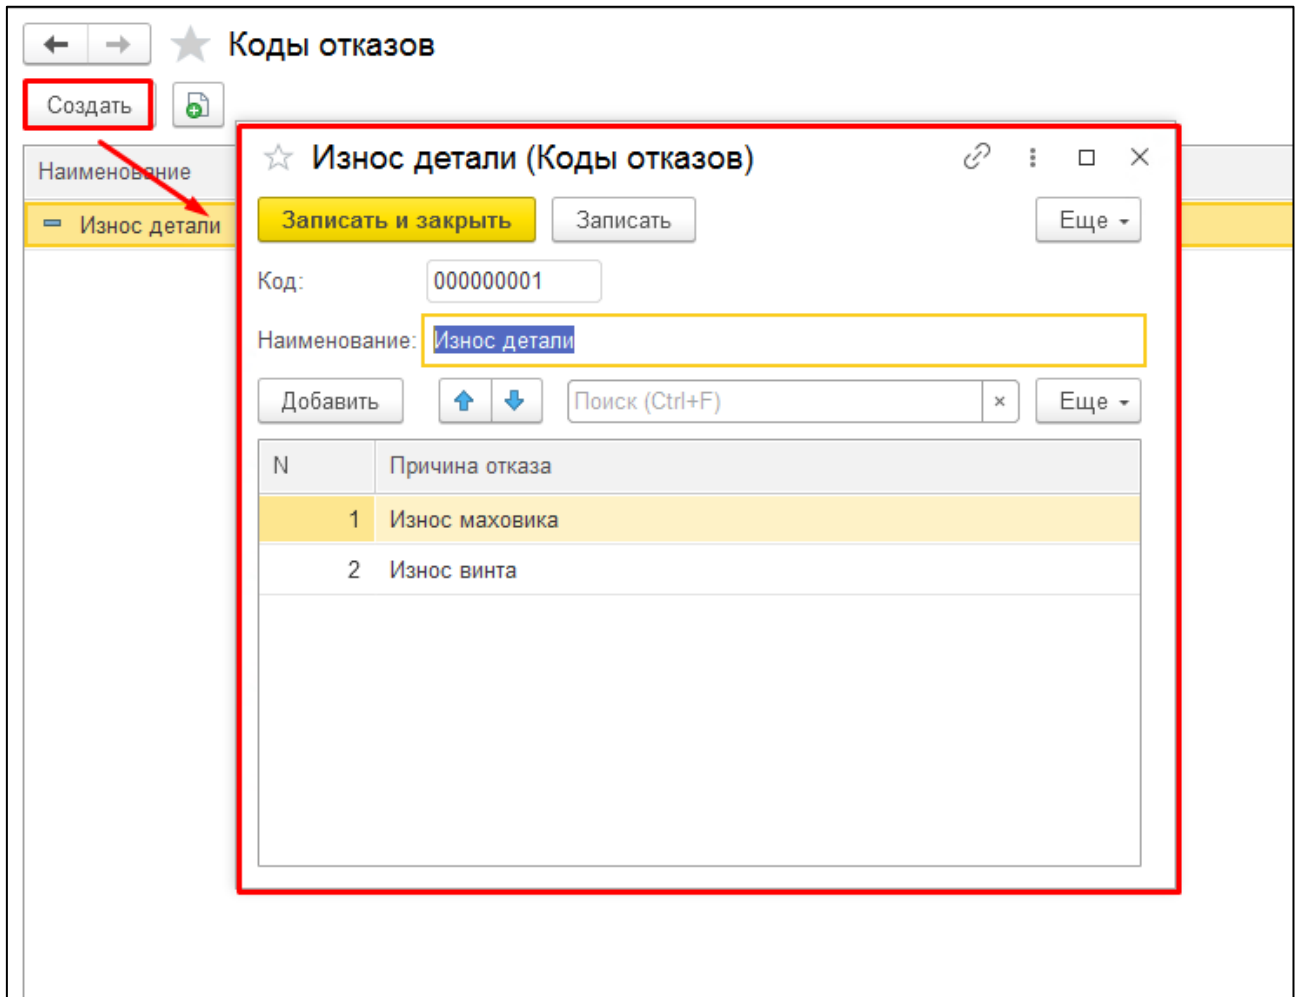 Коды отказов
Создать
Наименование
Износ детали
Износ детали (Коды отказов)
Записать и закрыть Записать Еще
Код: 000000001
Наименование: Износ детали
Добавить Поиск (Ctrl+F) × Еще
N Причина отказа
1 Износ маховика
2 Износ винта